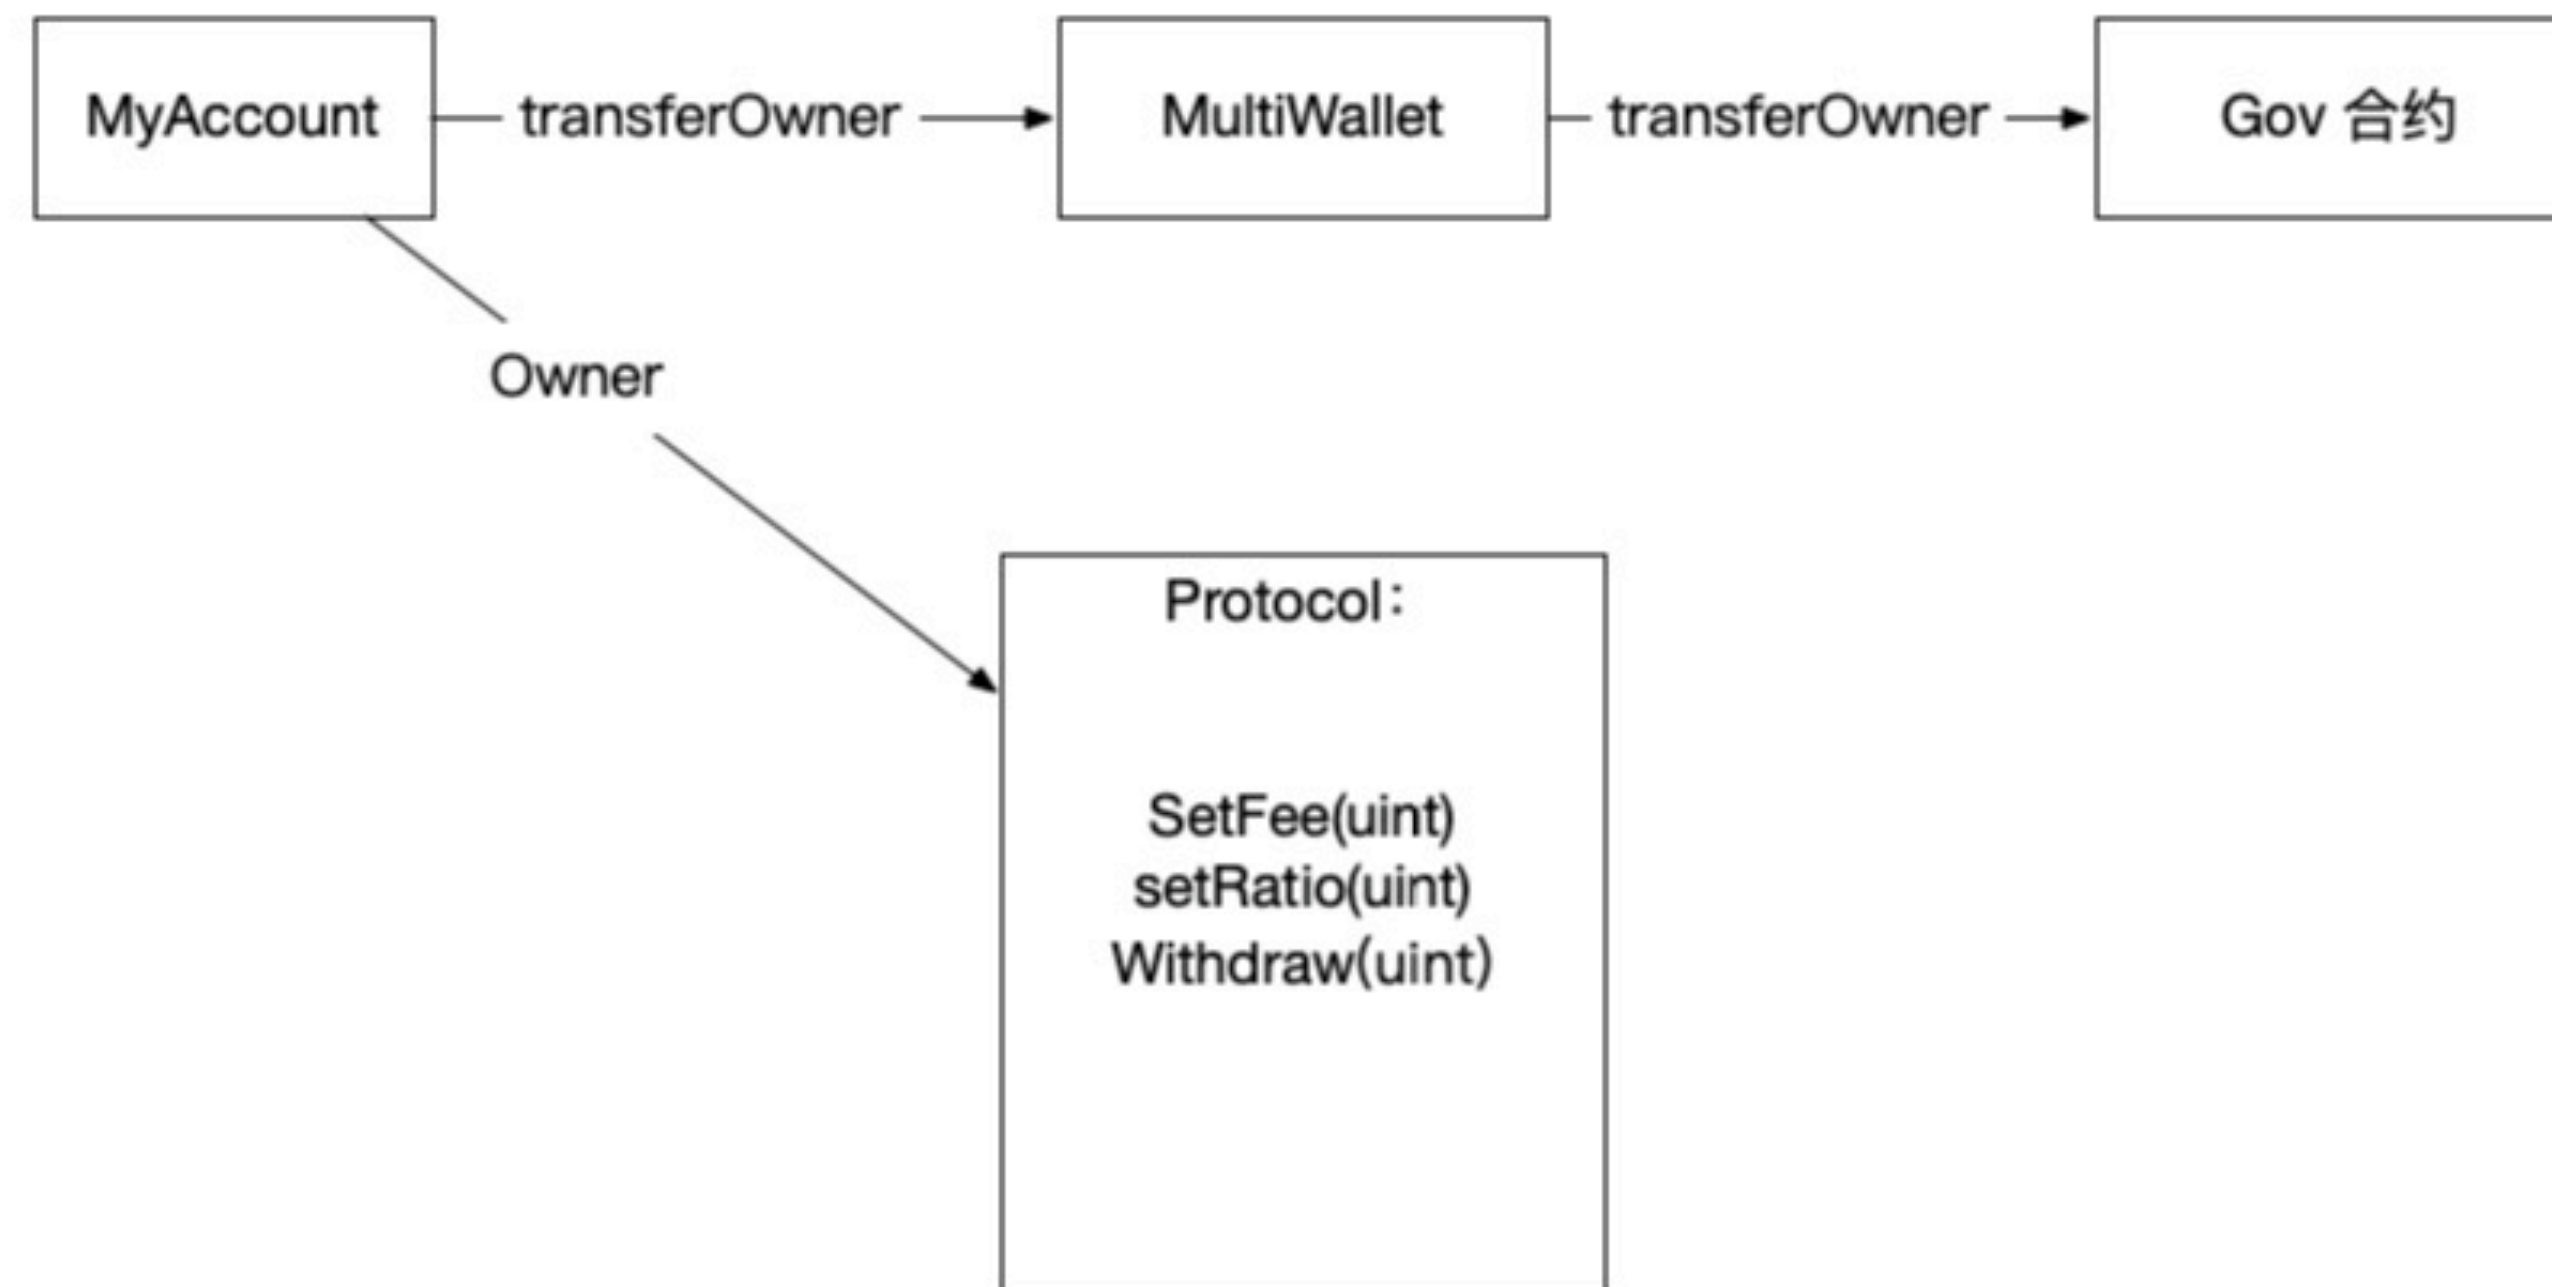 MyAccount
transferOwner
MultiWallet
transferOwner
Gov 合约
Owner
Protocol：
SetFee(uint)
setRatio(uint)
Withdraw(uint)